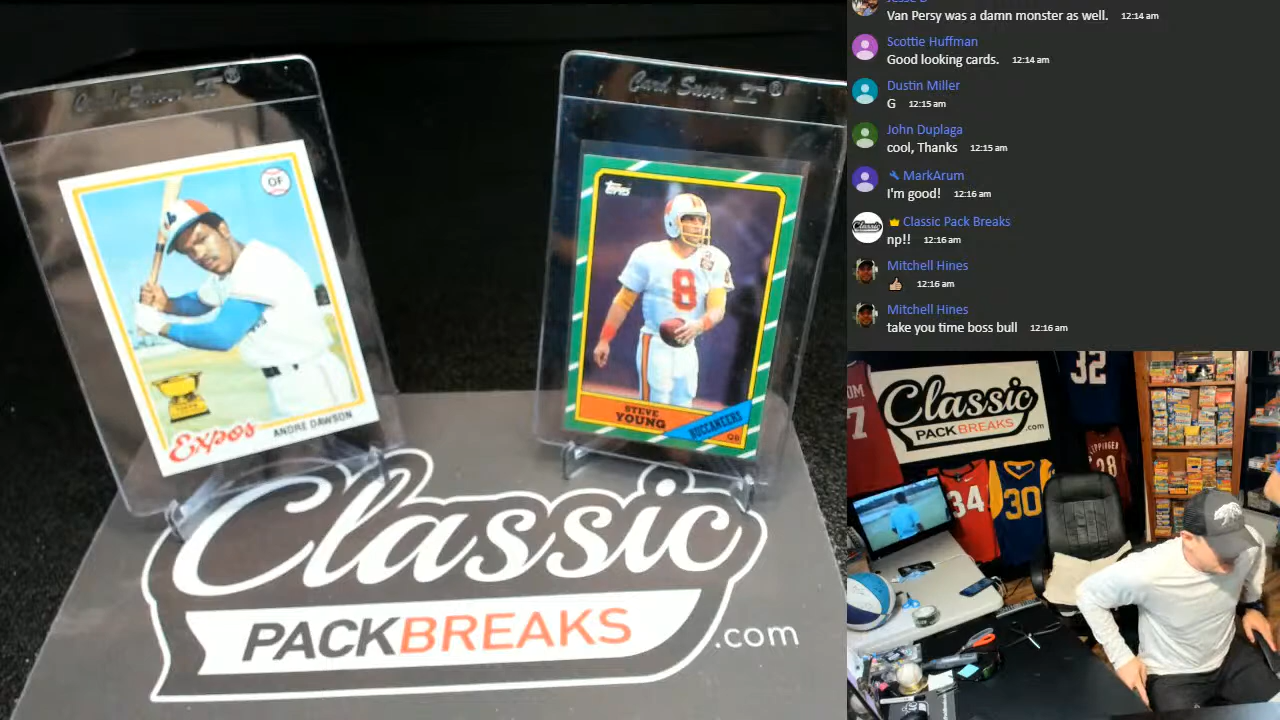 Van Persy was a damn monster as well. 12:14 am
Scottie Huffman
Good looking cards. 12:14 am
Dustin Miller
G 12:15 am
John Duplaga
cool, Thanks 12:15 am
MarkArum
I'm good! 12:16 am
Classic Pack Breaks
np!! 12:16 am
Mitchell Hines
12:16 am
Mitchell Hines
take you time boss bull 12:16 am
Card Saver I ®
Card Saver I ®
OF
Expos
ANDRE DAWSON
TOPPS
8
STEVE
YOUNG
BUCCANEERS
QB
Classic
PACKBREAKS.com
Classic
PACKBREAKS.com
32
7
34
30
28